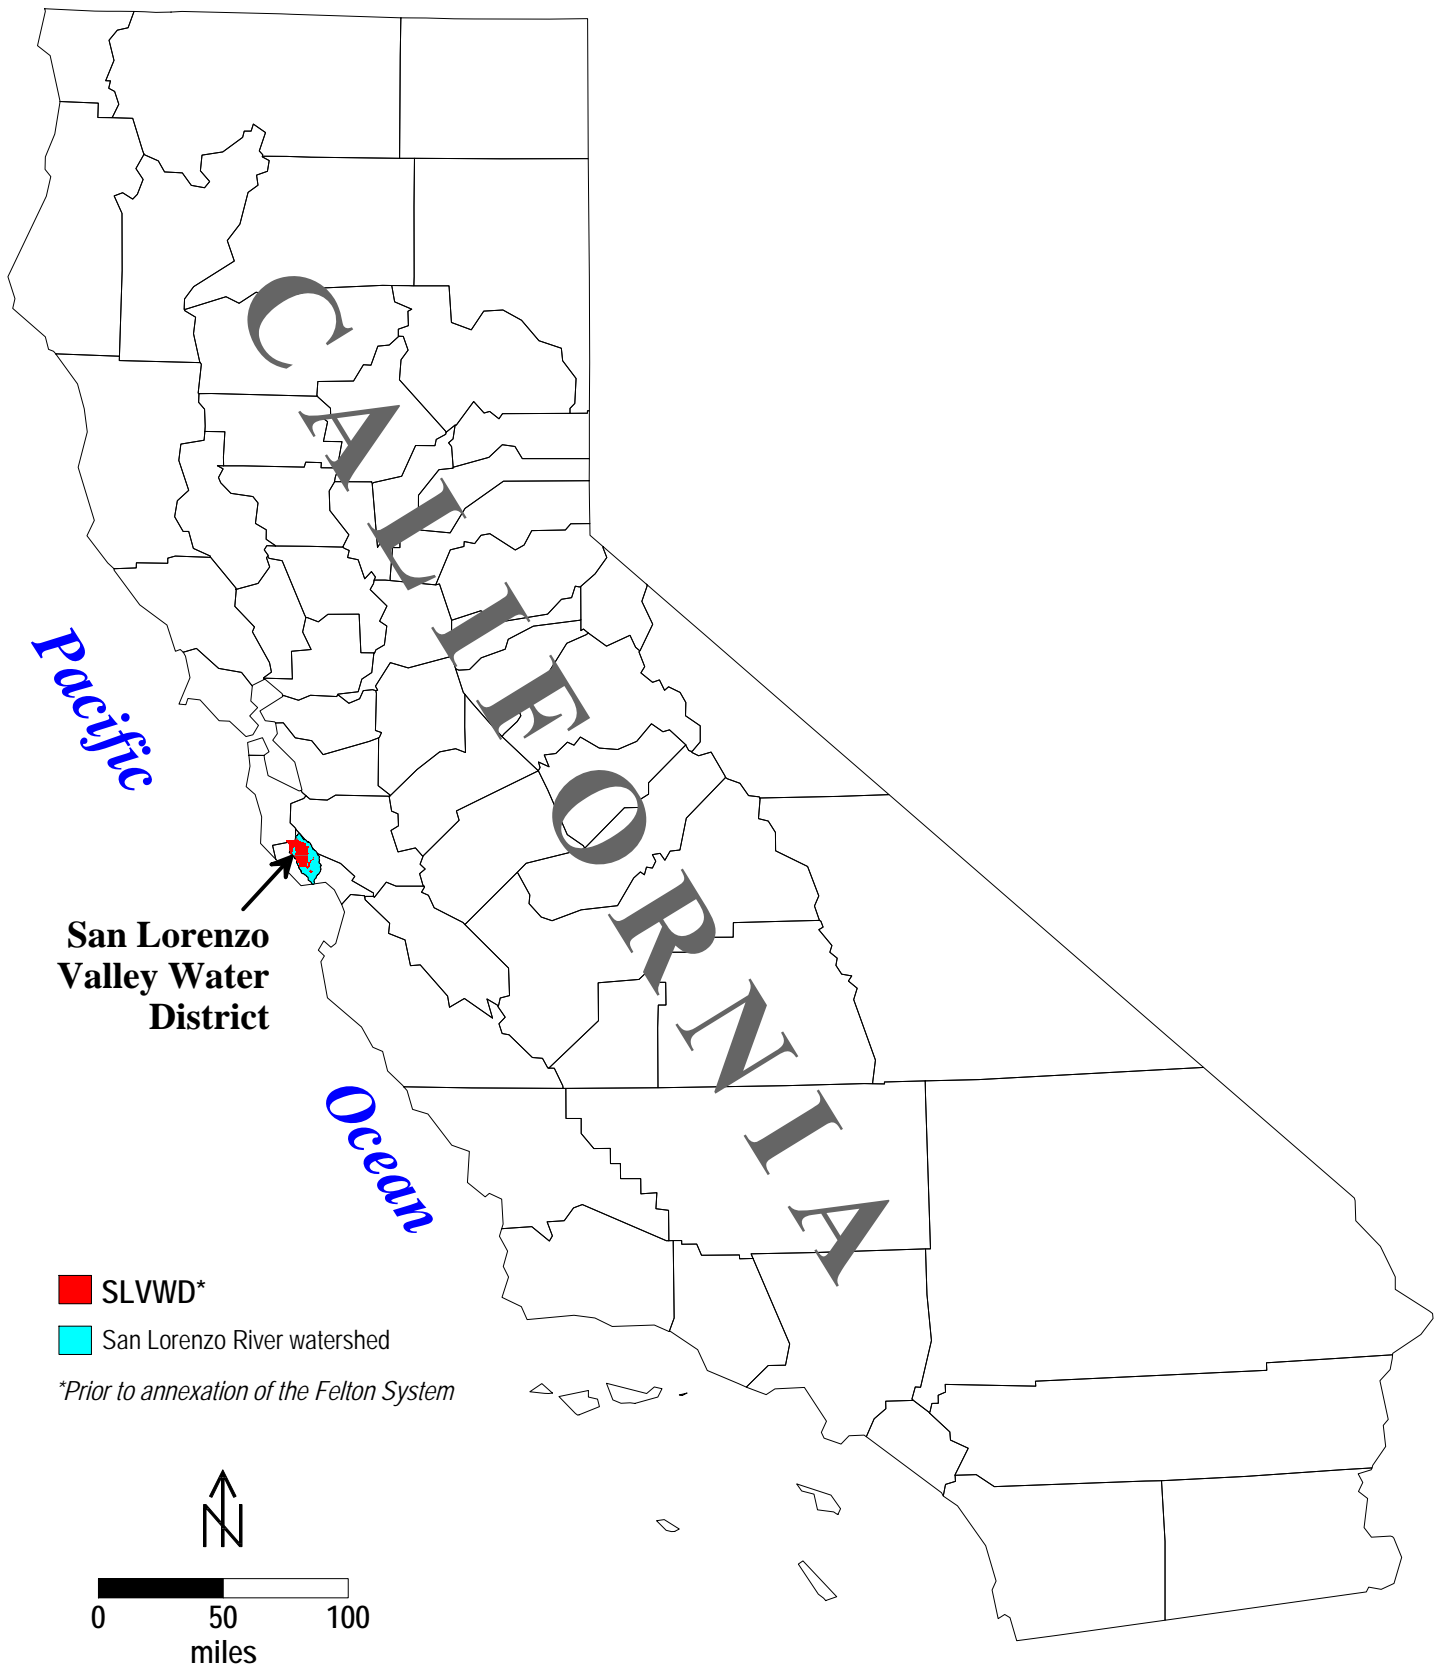 CALIFORNIA
Pacific
San Lorenzo
Valley Water
District
Ocean
SLVWD*
San Lorenzo River watershed
*Prior to annexation of the Felton System
N
0 50 100
miles